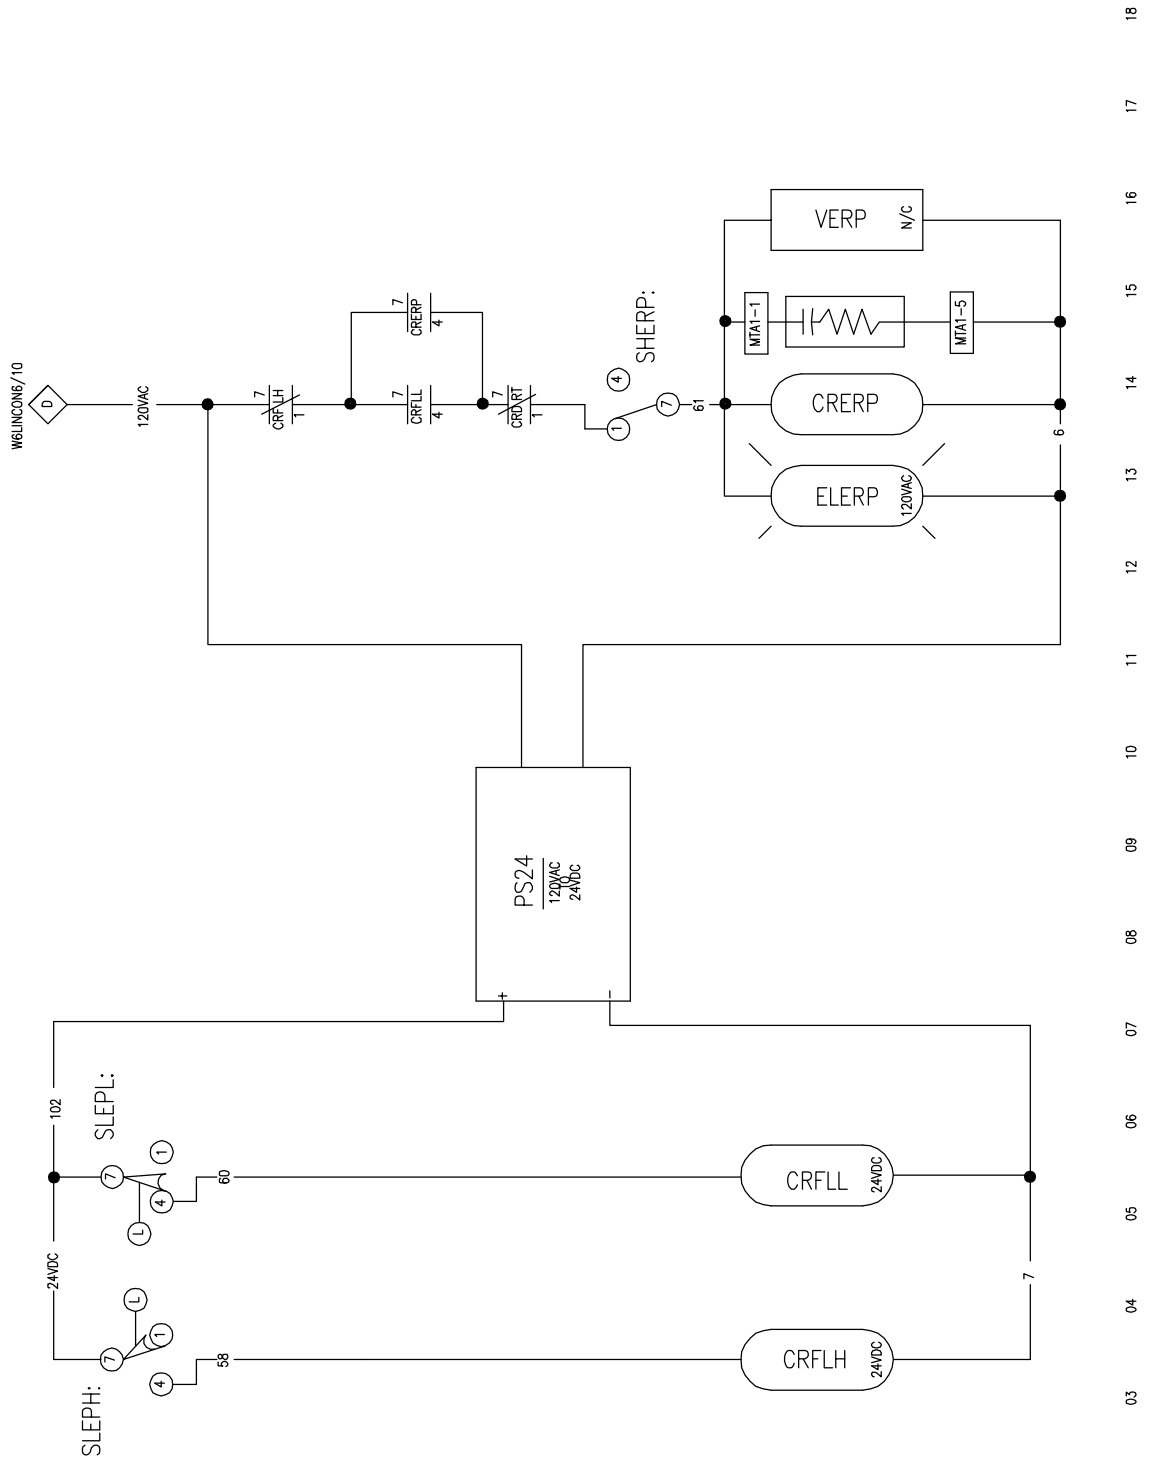 18
17
16
15
14
13
12
11
10
09
08
07
06
05
04
03
W6LINCON6/10
D
120VAC
7
CRFLH
1
7
CRERP
4
7
CRFLL
4
7
CRDRT
1
SHERP:
4
1
7
61
VERP
N/C
MTA1-1
MTA1-5
CRERP
6
ELERP
120VAC
PS24
120VAC
TO
24VDC
+
-
102
SLEPL:
7
1
4
L
60
CRFLL
24VDC
24VDC
L
7
1
4
SLEPH:
58
CRFLH
24VDC
7